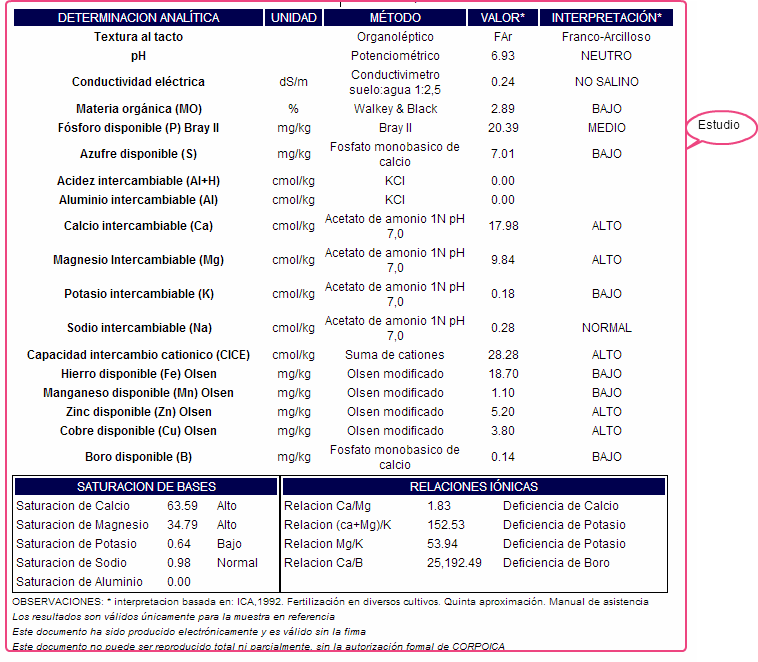 DETERMINACION ANALÍTICA UNIDAD MÉTODO VALOR* INTERPRETACIÓN*
Textura al tacto Organoléptico FAr Franco-Arcilloso
pH Potenciométrico 6.93 NEUTRO
Conductividad eléctrica dS/m Conductivimetro suelo:agua 1:2,5 0.24 NO SALINO
Materia orgánica (MO) % Walkey & Black 2.89 BAJO
Fósforo disponible (P) Bray II mg/kg Bray II 20.39 MEDIO
Azufre disponible (S) mg/kg Fosfato monobasico de calcio 7.01 BAJO
Acidez intercambiable (Al+H) cmol/kg KCl 0.00
Aluminio intercambiable (Al) cmol/kg KCl 0.00
Calcio intercambiable (Ca) cmol/kg Acetato de amonio 1N pH 7,0 17.98 ALTO
Magnesio Intercambiable (Mg) cmol/kg Acetato de amonio 1N pH 7,0 9.84 ALTO
Potasio intercambiable (K) cmol/kg Acetato de amonio 1N pH 7,0 0.18 BAJO
Sodio intercambiable (Na) cmol/kg Acetato de amonio 1N pH 7,0 0.28 NORMAL
Capacidad intercambio cationico (CICE) cmol/kg Suma de cationes 28.28 ALTO
Hierro disponible (Fe) Olsen mg/kg Olsen modificado 18.70 BAJO
Manganeso disponible (Mn) Olsen mg/kg Olsen modificado 1.10 BAJO
Zinc disponible (Zn) Olsen mg/kg Olsen modificado 5.20 ALTO
Cobre disponible (Cu) Olsen mg/kg Olsen modificado 3.80 ALTO
Boro disponible (B) mg/kg Fosfato monobasico de calcio 0.14 BAJO
Estudio
SATURACION DE BASES
Saturacion de Calcio 63.59 Alto
Saturacion de Magnesio 34.79 Alto
Saturacion de Potasio 0.64 Bajo
Saturacion de Sodio 0.98 Normal
Saturacion de Aluminio 0.00
RELACIONES IÓNICAS
Relacion Ca/Mg 1.83 Deficiencia de Calcio
Relacion (ca+Mg)/K 152.53 Deficiencia de Potasio
Relacion Mg/K 53.94 Deficiencia de Potasio
Relacion Ca/B 25,192.49 Deficiencia de Boro
OBSERVACIONES: * interpretacion basada en: ICA,1992. Fertilización en diversos cultivos. Quinta aproximación. Manual de asistencia
Los resultados son válidos únicamente para la muestra en referencia
Este documento ha sido producido electrónicamente y es válido sin la firma
Este documento no puede ser reproducido total ni parcialmente, sin la autorización formal de CORPOICA